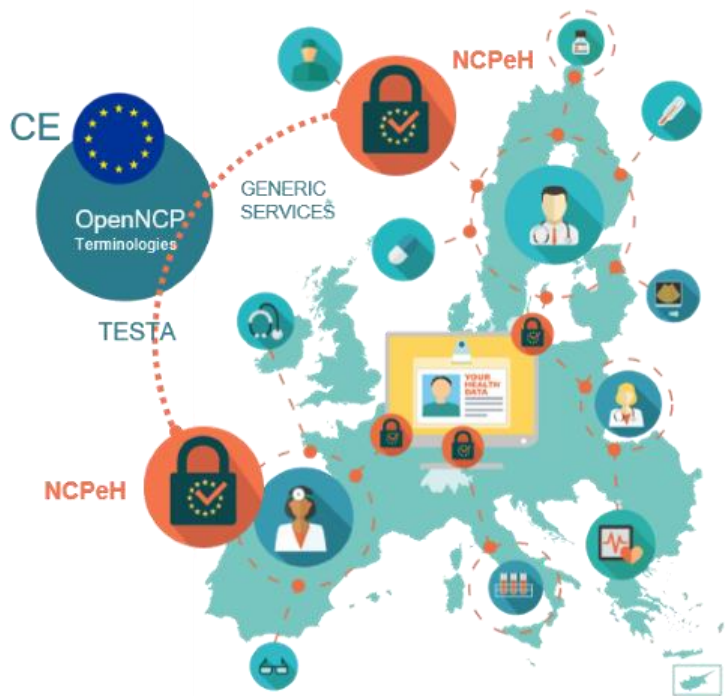 NCPeH
CE
OpenNCP
Terminologies
GENERIC
SERVICES
TESTA
YOUR
HEALTH
DATA
NCPeH